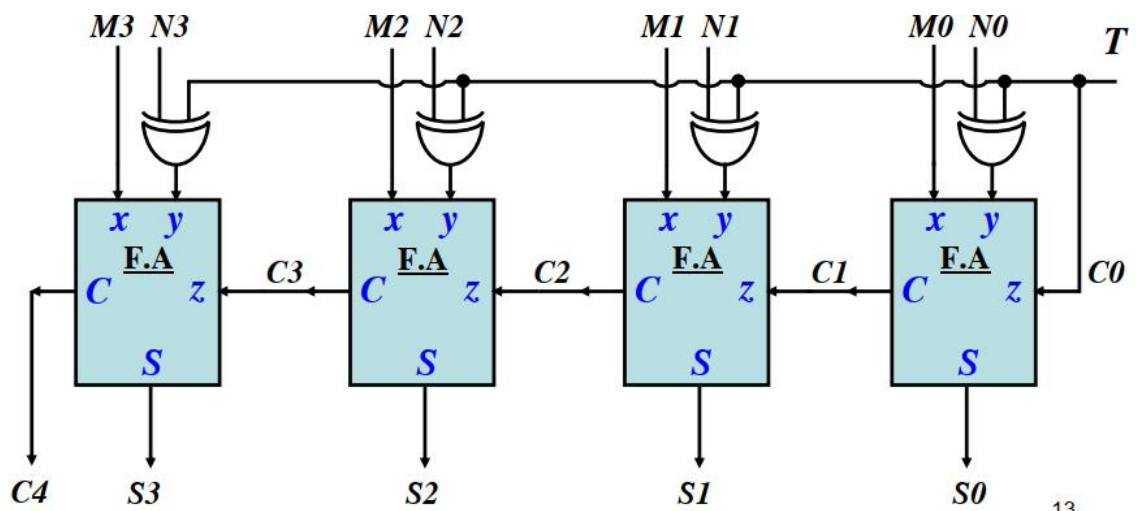 M3 N3 M2 N2 M1 N1 M0 N0 T
x y x y x y x y
F.A F.A F.A F.A
C z C3 C z C2 C z C1 C z C0
S S S S
C4 S3 S2 S1 S0
13